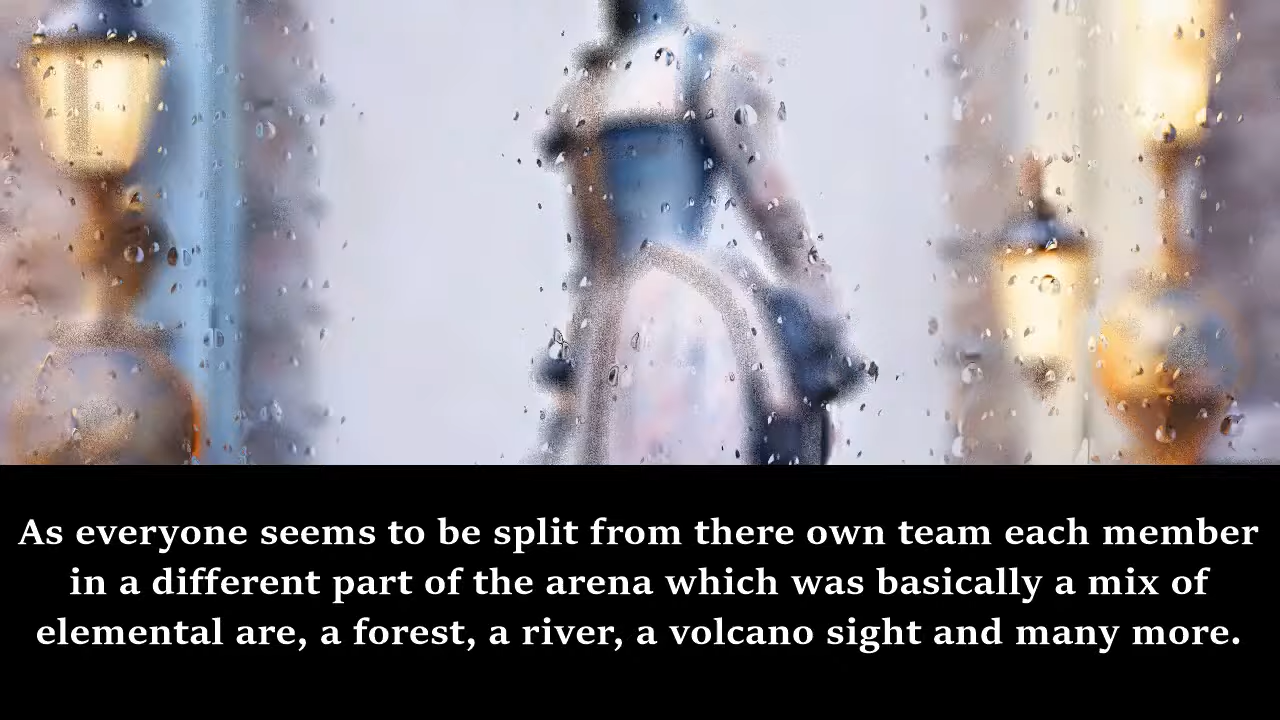 As everyone seems to be split from there own team each member
in a different part of the arena which was basically a mix of
elemental are, a forest, a river, a volcano sight and many more.